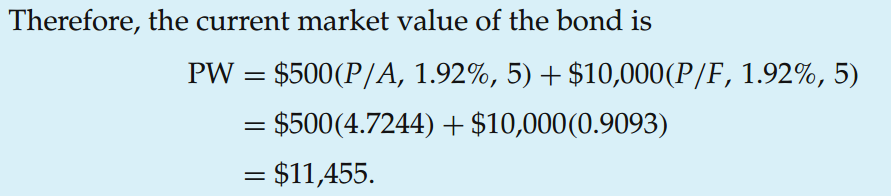 Therefore, the current market value of the bond is
PW = $500(P/A, 1.92%, 5) + $10,000(P/F, 1.92%, 5)
= $500(4.7244) + $10,000(0.9093)
= $11,455.